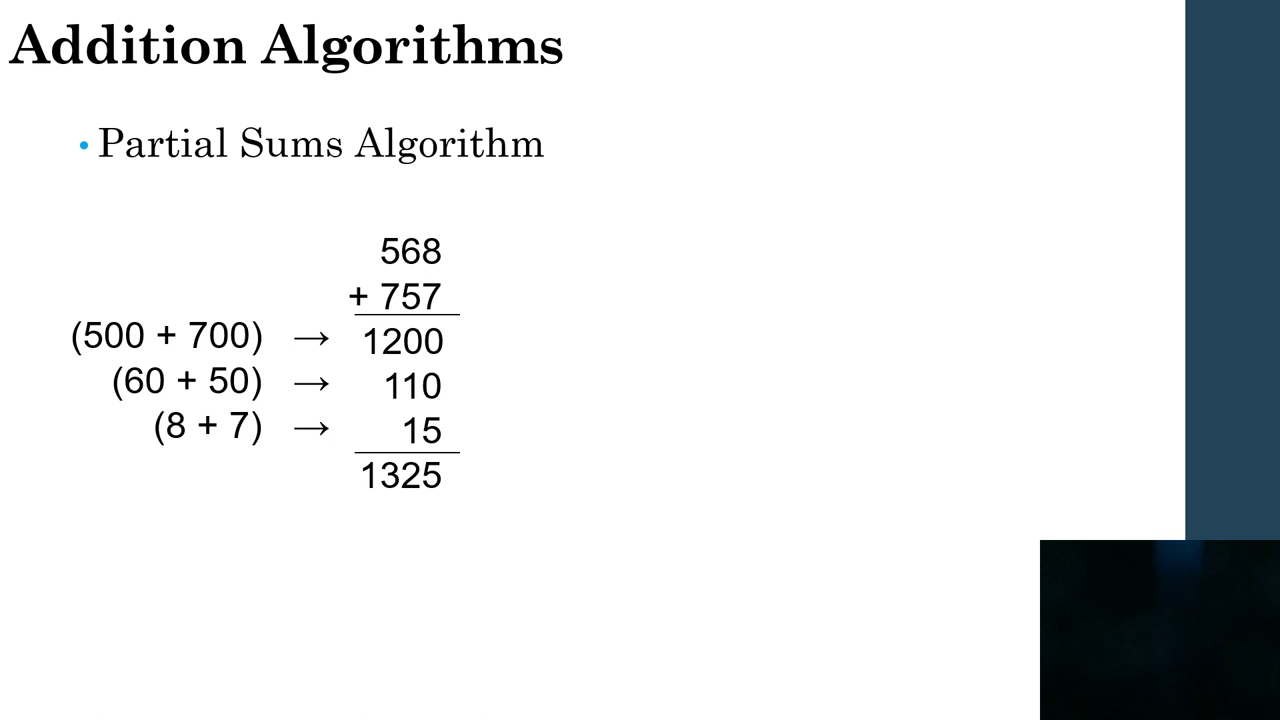 Addition Algorithms
• Partial Sums Algorithm
568
+ 757
(500 + 700) → 1200
(60 + 50) → 110
(8 + 7) → 15
1325